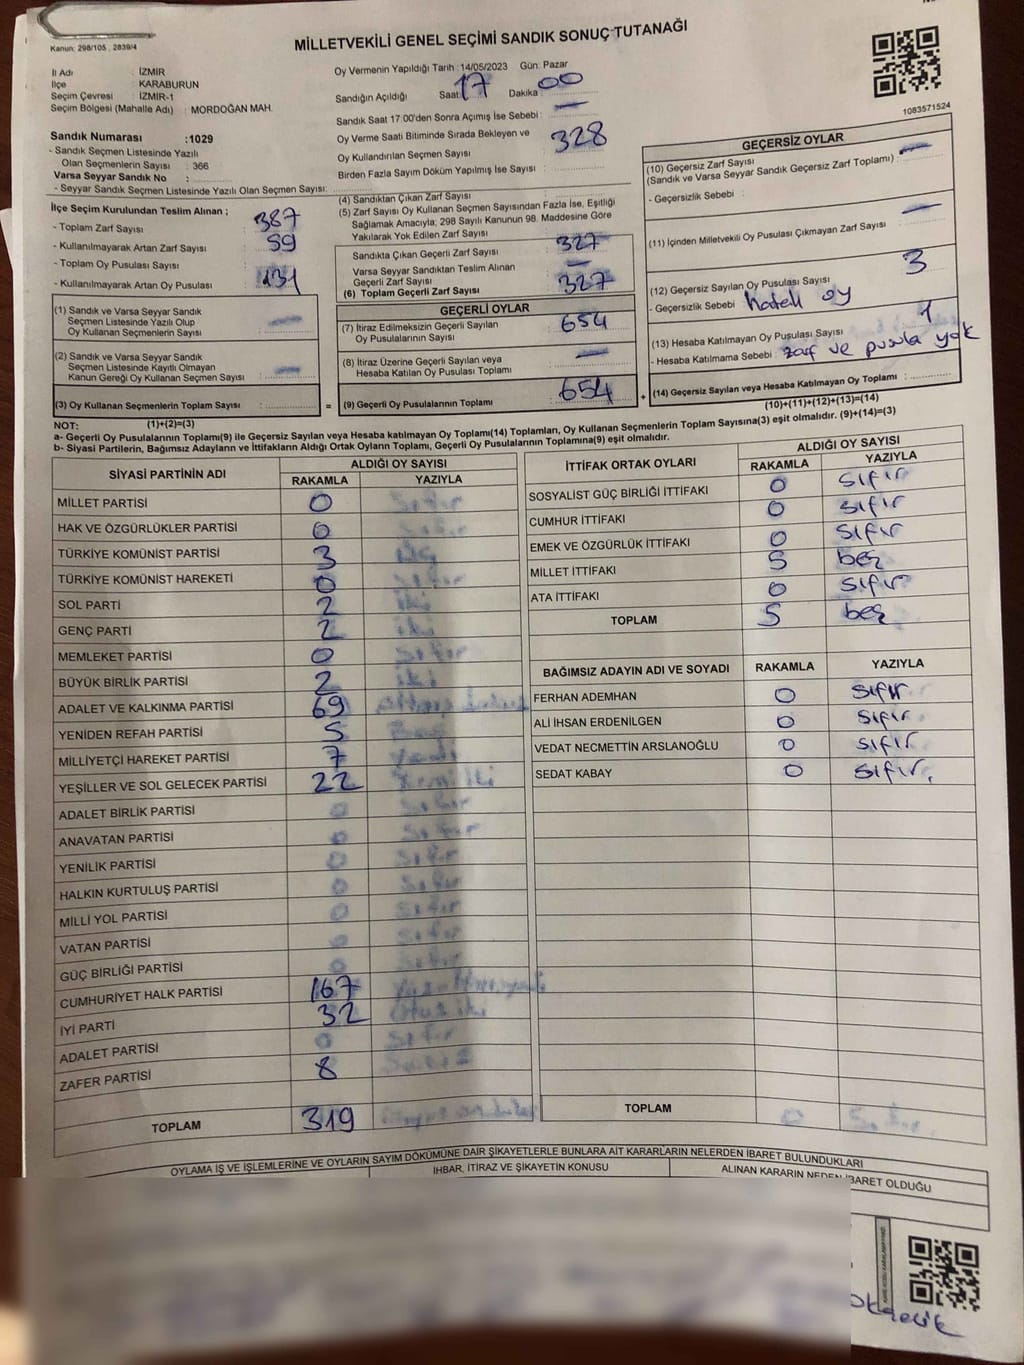 Kanun: 298/105 , 2839/4
MİLLETVEKİLİ GENEL SEÇİMİ SANDIK SONUÇ TUTANAĞI
İl Adı : İZMİR
İlçe : KARABURUN
Seçim Çevresi : İZMİR-1
Seçim Bölgesi (Mahalle Adı) : MORDOĞAN MAH.
Oy Vermenin Yapıldığı Tarih : 14/05/2023 Gün: Pazar
Sandığın Açıldığı Saat: 17 Dakika : 00
Sandık Saat 17:00'den Sonra Açılmış İse Sebebi : —
1083571524
Sandık Numarası :1029
- Sandık Seçmen Listesinde Yazılı
Olan Seçmenlerin Sayısı : 366
Varsa Seyyar Sandık No :
- Seyyar Sandık Seçmen Listesinde Yazılı Olan Seçmen Sayısı:
Oy Verme Saati Bitiminde Sırada Bekleyen ve
Oy Kullandırılan Seçmen Sayısı : 328
Birden Fazla Sayım Döküm Yapılmış İse Sayısı :
İlçe Seçim Kurulundan Teslim Alınan ;
- Toplam Zarf Sayısı : 387
- Kullanılmayarak Artan Zarf Sayısı : 59
- Toplam Oy Pusulası Sayısı :
- Kullanılmayarak Artan Oy Pusulası : 131
(1) Sandık ve Varsa Seyyar Sandık
Seçmen Listesinde Yazılı Olup
Oy Kullanan Seçmenlerin Sayısı :
(2) Sandık ve Varsa Seyyar Sandık
Seçmen Listesinde Kayıtlı Olmayan
Kanun Gereği Oy Kullanan Seçmen Sayısı : —
(3) Oy Kullanan Seçmenlerin Toplam Sayısı :
(1)+(2)=(3)
(4) Sandıktan Çıkan Zarf Sayısı
(5) Zarf Sayısı Oy Kullanan Seçmen Sayısından Fazla İse, Eşitliği
Sağlamak Amacıyla; 298 Sayılı Kanunun 98. Maddesine Göre
Yakılarak Yok Edilen Zarf Sayısı :
Sandıkta Çıkan Geçerli Zarf Sayısı : 327
Varsa Seyyar Sandıktan Teslim Alınan
Geçerli Zarf Sayısı : —
(6) Toplam Geçerli Zarf Sayısı : 327
GEÇERLİ OYLAR
(7) İtiraz Edilmeksizin Geçerli Sayılan
Oy Pusulalarının Sayısı : 654
(8) İtiraz Üzerine Geçerli Sayılan veya
Hesaba Katılan Oy Pusulası Toplamı : —
= (9) Geçerli Oy Pusulalarının Toplamı : 654 +
GEÇERSİZ OYLAR
(10) Geçersiz Zarf Sayısı
(Sandık ve Varsa Seyyar Sandık Geçersiz Zarf Toplamı) : —
- Geçersizlik Sebebi :
(11) İçinden Milletvekili Oy Pusulası Çıkmayan Zarf Sayısı : —
(12) Geçersiz Sayılan Oy Pusulası Sayısı : 3
- Geçersizlik Sebebi : hatalı oy
(13) Hesaba Katılmayan Oy Pusulası Sayısı : 1
- Hesaba Katılmama Sebebi : zarf ve pusula yok
(14) Geçersiz Sayılan veya Hesaba Katılmayan Oy Toplamı :
(10)+(11)+(12)+(13)=(14)
NOT:
a- Geçerli Oy Pusulalarının Toplamı(9) ile Geçersiz Sayılan veya Hesaba katılmayan Oy Toplamı(14) Toplamları, Oy Kullanan Seçmenlerin Toplam Sayısına(3) eşit olmalıdır. (9)+(14)=(3)
b- Siyasi Partilerin, Bağımsız Adayların ve İttifakların Aldığı Ortak Oyların Toplamı, Geçerli Oy Pusulalarının Toplamına(9) eşit olmalıdır.
SİYASİ PARTİNİN ADI ALDIĞI OY SAYISI
RAKAMLA YAZIYLA
MİLLET PARTİSİ 0 Sıfır
HAK VE ÖZGÜRLÜKLER PARTİSİ 0 Sıfır
TÜRKİYE KOMÜNİST PARTİSİ 3 üç
TÜRKİYE KOMÜNİST HAREKETİ 0 Sıfır
SOL PARTİ 2 iki
GENÇ PARTİ 2 iki
MEMLEKET PARTİSİ 0 Sıfır
BÜYÜK BİRLİK PARTİSİ 2 iki
ADALET VE KALKINMA PARTİSİ 69
YENİDEN REFAH PARTİSİ 5 Beş
MİLLİYETÇİ HAREKET PARTİSİ 7 Yedi
YEŞİLLER VE SOL GELECEK PARTİSİ 22 Yirmi iki
ADALET BİRLİK PARTİSİ 0 Sıfır
ANAVATAN PARTİSİ 0 Sıfır
YENİLİK PARTİSİ 0 Sıfır
HALKIN KURTULUŞ PARTİSİ 0 Sıfır
MİLLİ YOL PARTİSİ 0 Sıfır
VATAN PARTİSİ 0 Sıfır
GÜÇ BİRLİĞİ PARTİSİ 0 Sıfır
CUMHURİYET HALK PARTİSİ 167
İYİ PARTİ 32 Otuz iki
ADALET PARTİSİ 0 Sıfır
ZAFER PARTİSİ 8 Sekiz
TOPLAM 319
İTTİFAK ORTAK OYLARI ALDIĞI OY SAYISI
RAKAMLA YAZIYLA
SOSYALİST GÜÇ BİRLİĞİ İTTİFAKI 0 sıfır
CUMHUR İTTİFAKI 0 sıfır
EMEK VE ÖZGÜRLÜK İTTİFAKI 0 sıfır
MİLLET İTTİFAKI 5 beş
ATA İTTİFAKI 0 sıfır
TOPLAM 5 beş
BAĞIMSIZ ADAYIN ADI VE SOYADI RAKAMLA YAZIYLA
FERHAN ADEMHAN 0 sıfır
ALİ İHSAN ERDENİLGEN 0 sıfır
VEDAT NECMETTİN ARSLANOĞLU 0 sıfır
SEDAT KABAY 0 sıfır.
TOPLAM 0 Sıfır
OYLAMA İŞ VE İŞLEMLERİNE VE OYLARIN SAYIM DÖKÜMÜNE DAİR ŞİKAYETLERLE BUNLARA AİT KARARLARIN NELERDEN İBARET BULUNDUKLARI
İHBAR, İTİRAZ VE ŞİKAYETİN KONUSU ALINAN KARARIN NEDEN İBARET OLDUĞU